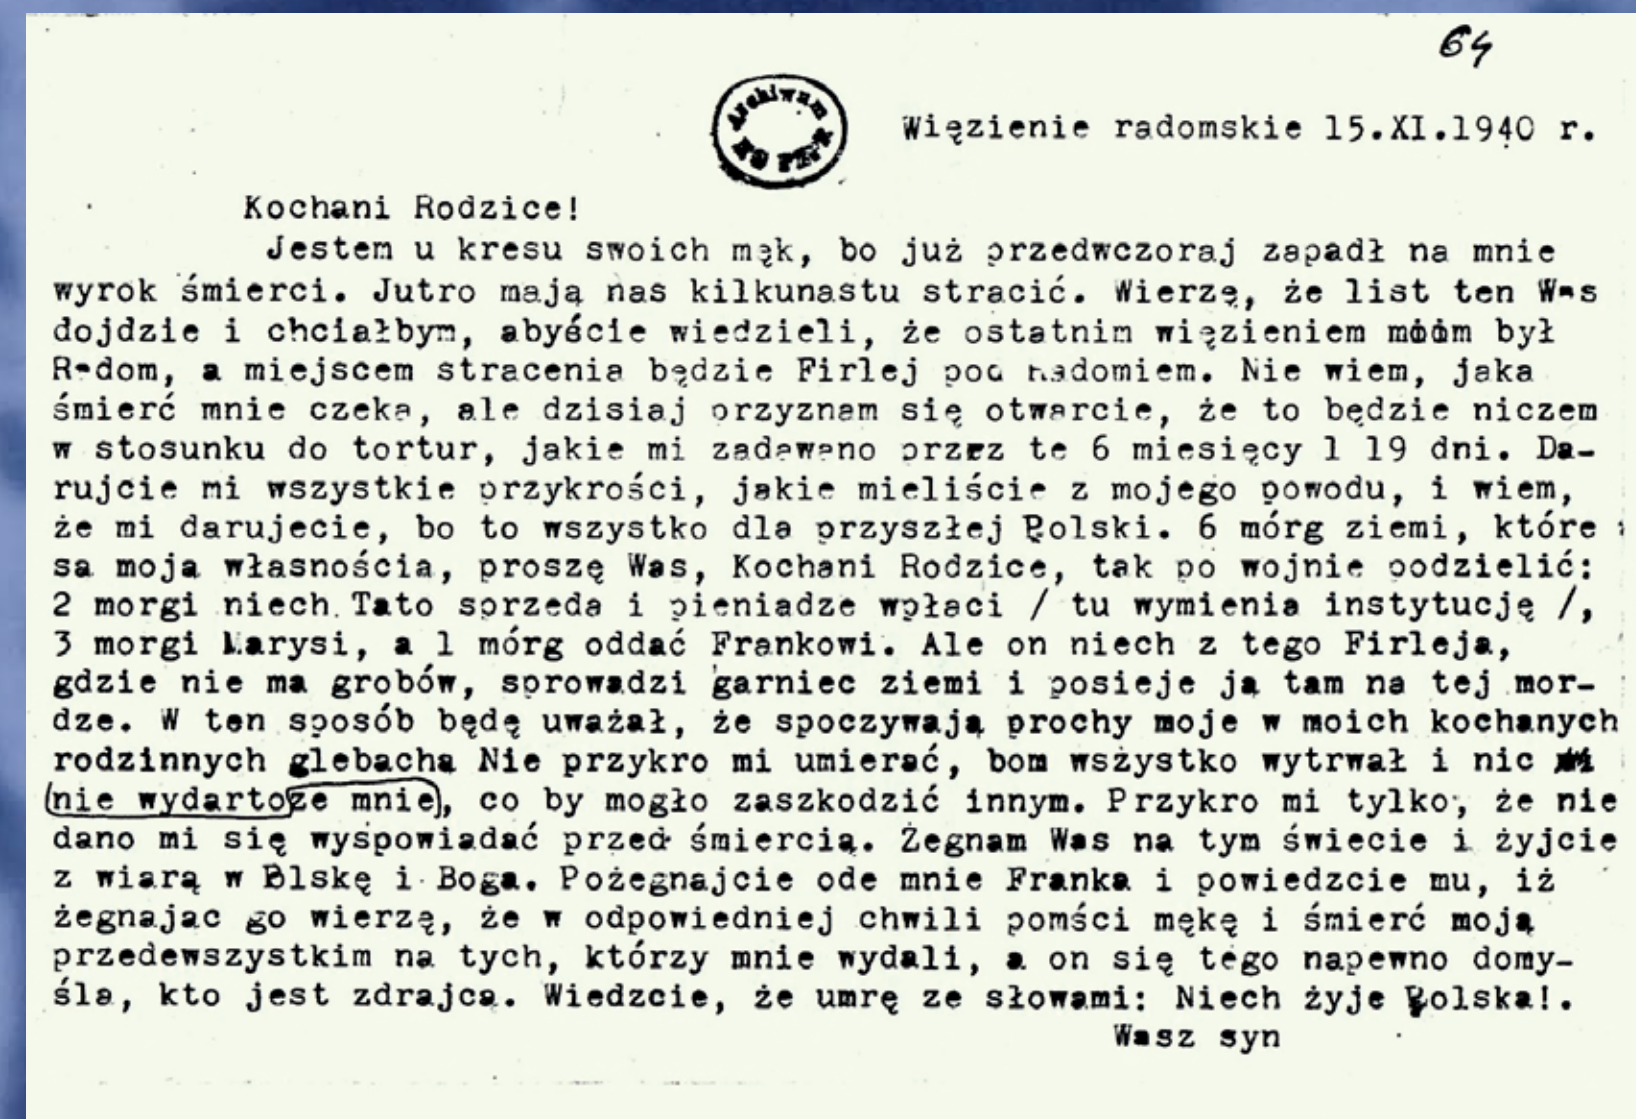 64
Archiwum
Więzienie radomskie 15.XI.1940 r.
Kochani Rodzice!
Jestem u kresu swoich mąk, bo już przedwczoraj zapadł na mnie
wyrok śmierci. Jutro mają nas kilkunastu stracić. Wierzę, że list ten Was
dojdzie i chciałbym, abyście wiedzieli, że ostatnim więzieniem moim był
Radom, a miejscem stracenia będzie Firlej pod Radomiem. Nie wiem, jaka
śmierć mnie czeka, ale dzisiaj przyznam się otwarcie, że to będzie niczem
w stosunku do tortur, jakie mi zadawano przez te 6 miesięcy 1 19 dni. Da-
rujcie mi wszystkie przykrości, jakie mieliście z mojego powodu, i wiem,
że mi darujecie, bo to wszystko dla przyszłej Polski. 6 mórg ziemi, które
sa moja własnościa, proszę Was, Kochani Rodzice, tak po wojnie podzielić:
2 morgi niech Tato sprzeda i pieniadze wpłaci / tu wymienia instytucję /,
3 morgi Marysi, a 1 mórg oddać Frankowi. Ale on niech z tego Firleja,
gdzie nie ma grobów, sprowadzi garniec ziemi i posieje ją tam na tej mor-
dze. W ten sposób będę uważał, że spoczywają prochy moje w moich kochanych
rodzinnych glebacha Nie przykro mi umierać, bom wszystko wytrwał i nic
nie wydarto ze mnie, co by mogło zaszkodzić innym. Przykro mi tylko, że nie
dano mi się wyspowiadać przed śmiercią. Żegnam Was na tym świecie i żyjcie
z wiarą w Polskę i Boga. Pożegnajcie ode mnie Franka i powiedzcie mu, iż
żegnajac go wierzę, że w odpowiedniej chwili pomści mękę i śmierć moją
przedewszystkim na tych, którzy mnie wydali, a on się tego napewno domy-
śla, kto jest zdrajcą. Wiedzcie, że umrę ze słowami: Niech żyje Polska!.
Wasz syn